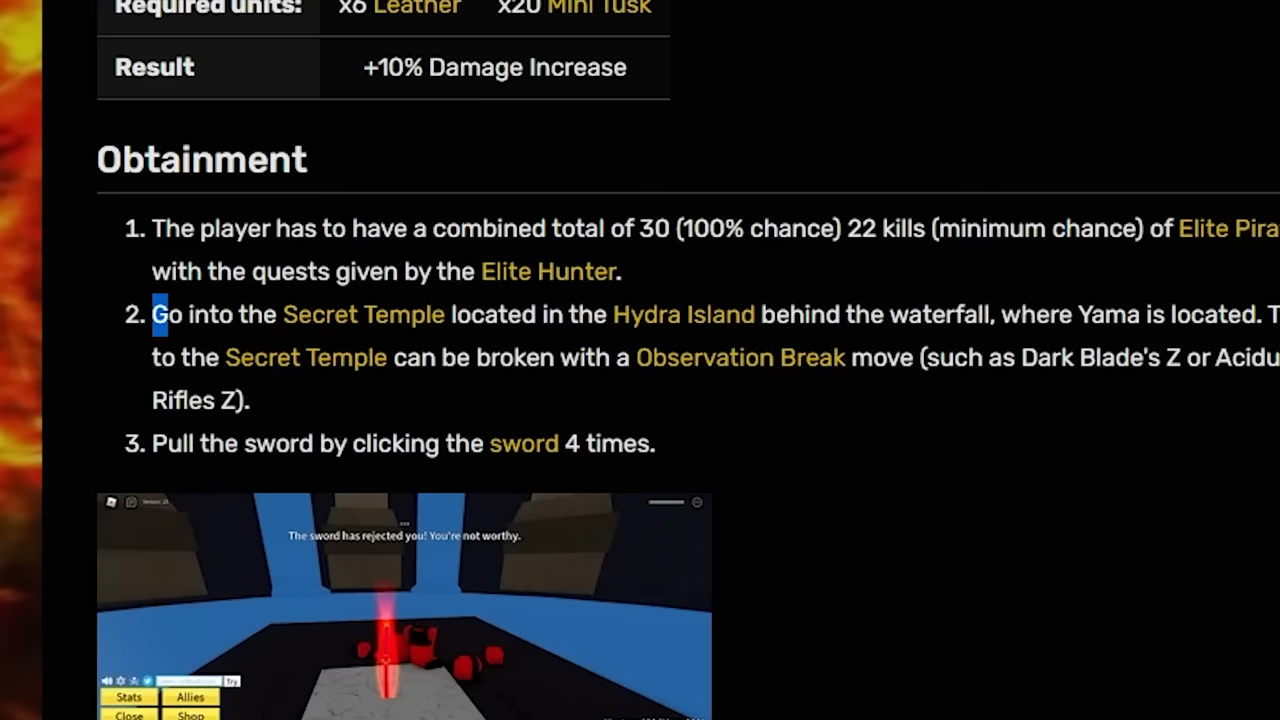 Required units: x6 Leather x20 Mini Tusk
Result +10% Damage Increase
Obtainment
1. The player has to have a combined total of 30 (100% chance) 22 kills (minimum chance) of Elite Pira
with the quests given by the Elite Hunter.
2. Go into the Secret Temple located in the Hydra Island behind the waterfall, where Yama is located. T
to the Secret Temple can be broken with a Observation Break move (such as Dark Blade's Z or Acidu
Rifles Z).
3. Pull the sword by clicking the sword 4 times.
The sword has rejected you! You're not worthy.
Try
Stats Allies
Close Shop